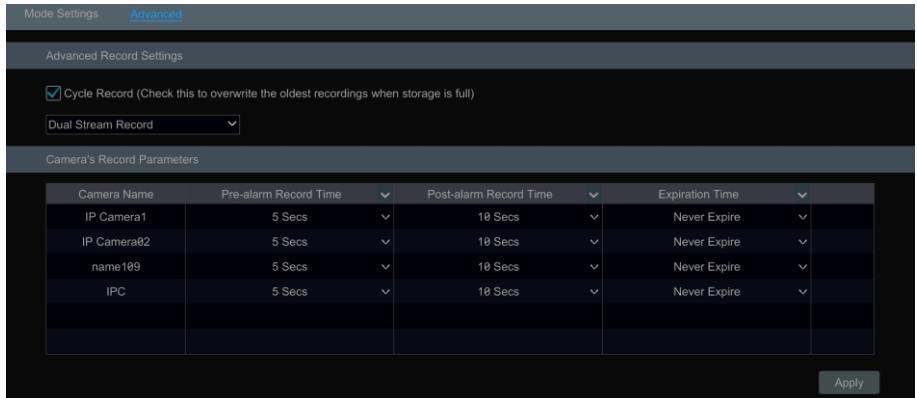 Mode Settings Advanced
Advanced Record Settings
Cycle Record (Check this to overwrite the oldest recordings when storage is full)
Dual Stream Record
Camera's Record Parameters
Camera Name Pre-alarm Record Time Post-alarm Record Time Expiration Time
IP Camera1 5 Secs 10 Secs Never Expire
IP Camera02 5 Secs 10 Secs Never Expire
name109 5 Secs 10 Secs Never Expire
IPC 5 Secs 10 Secs Never Expire
Apply